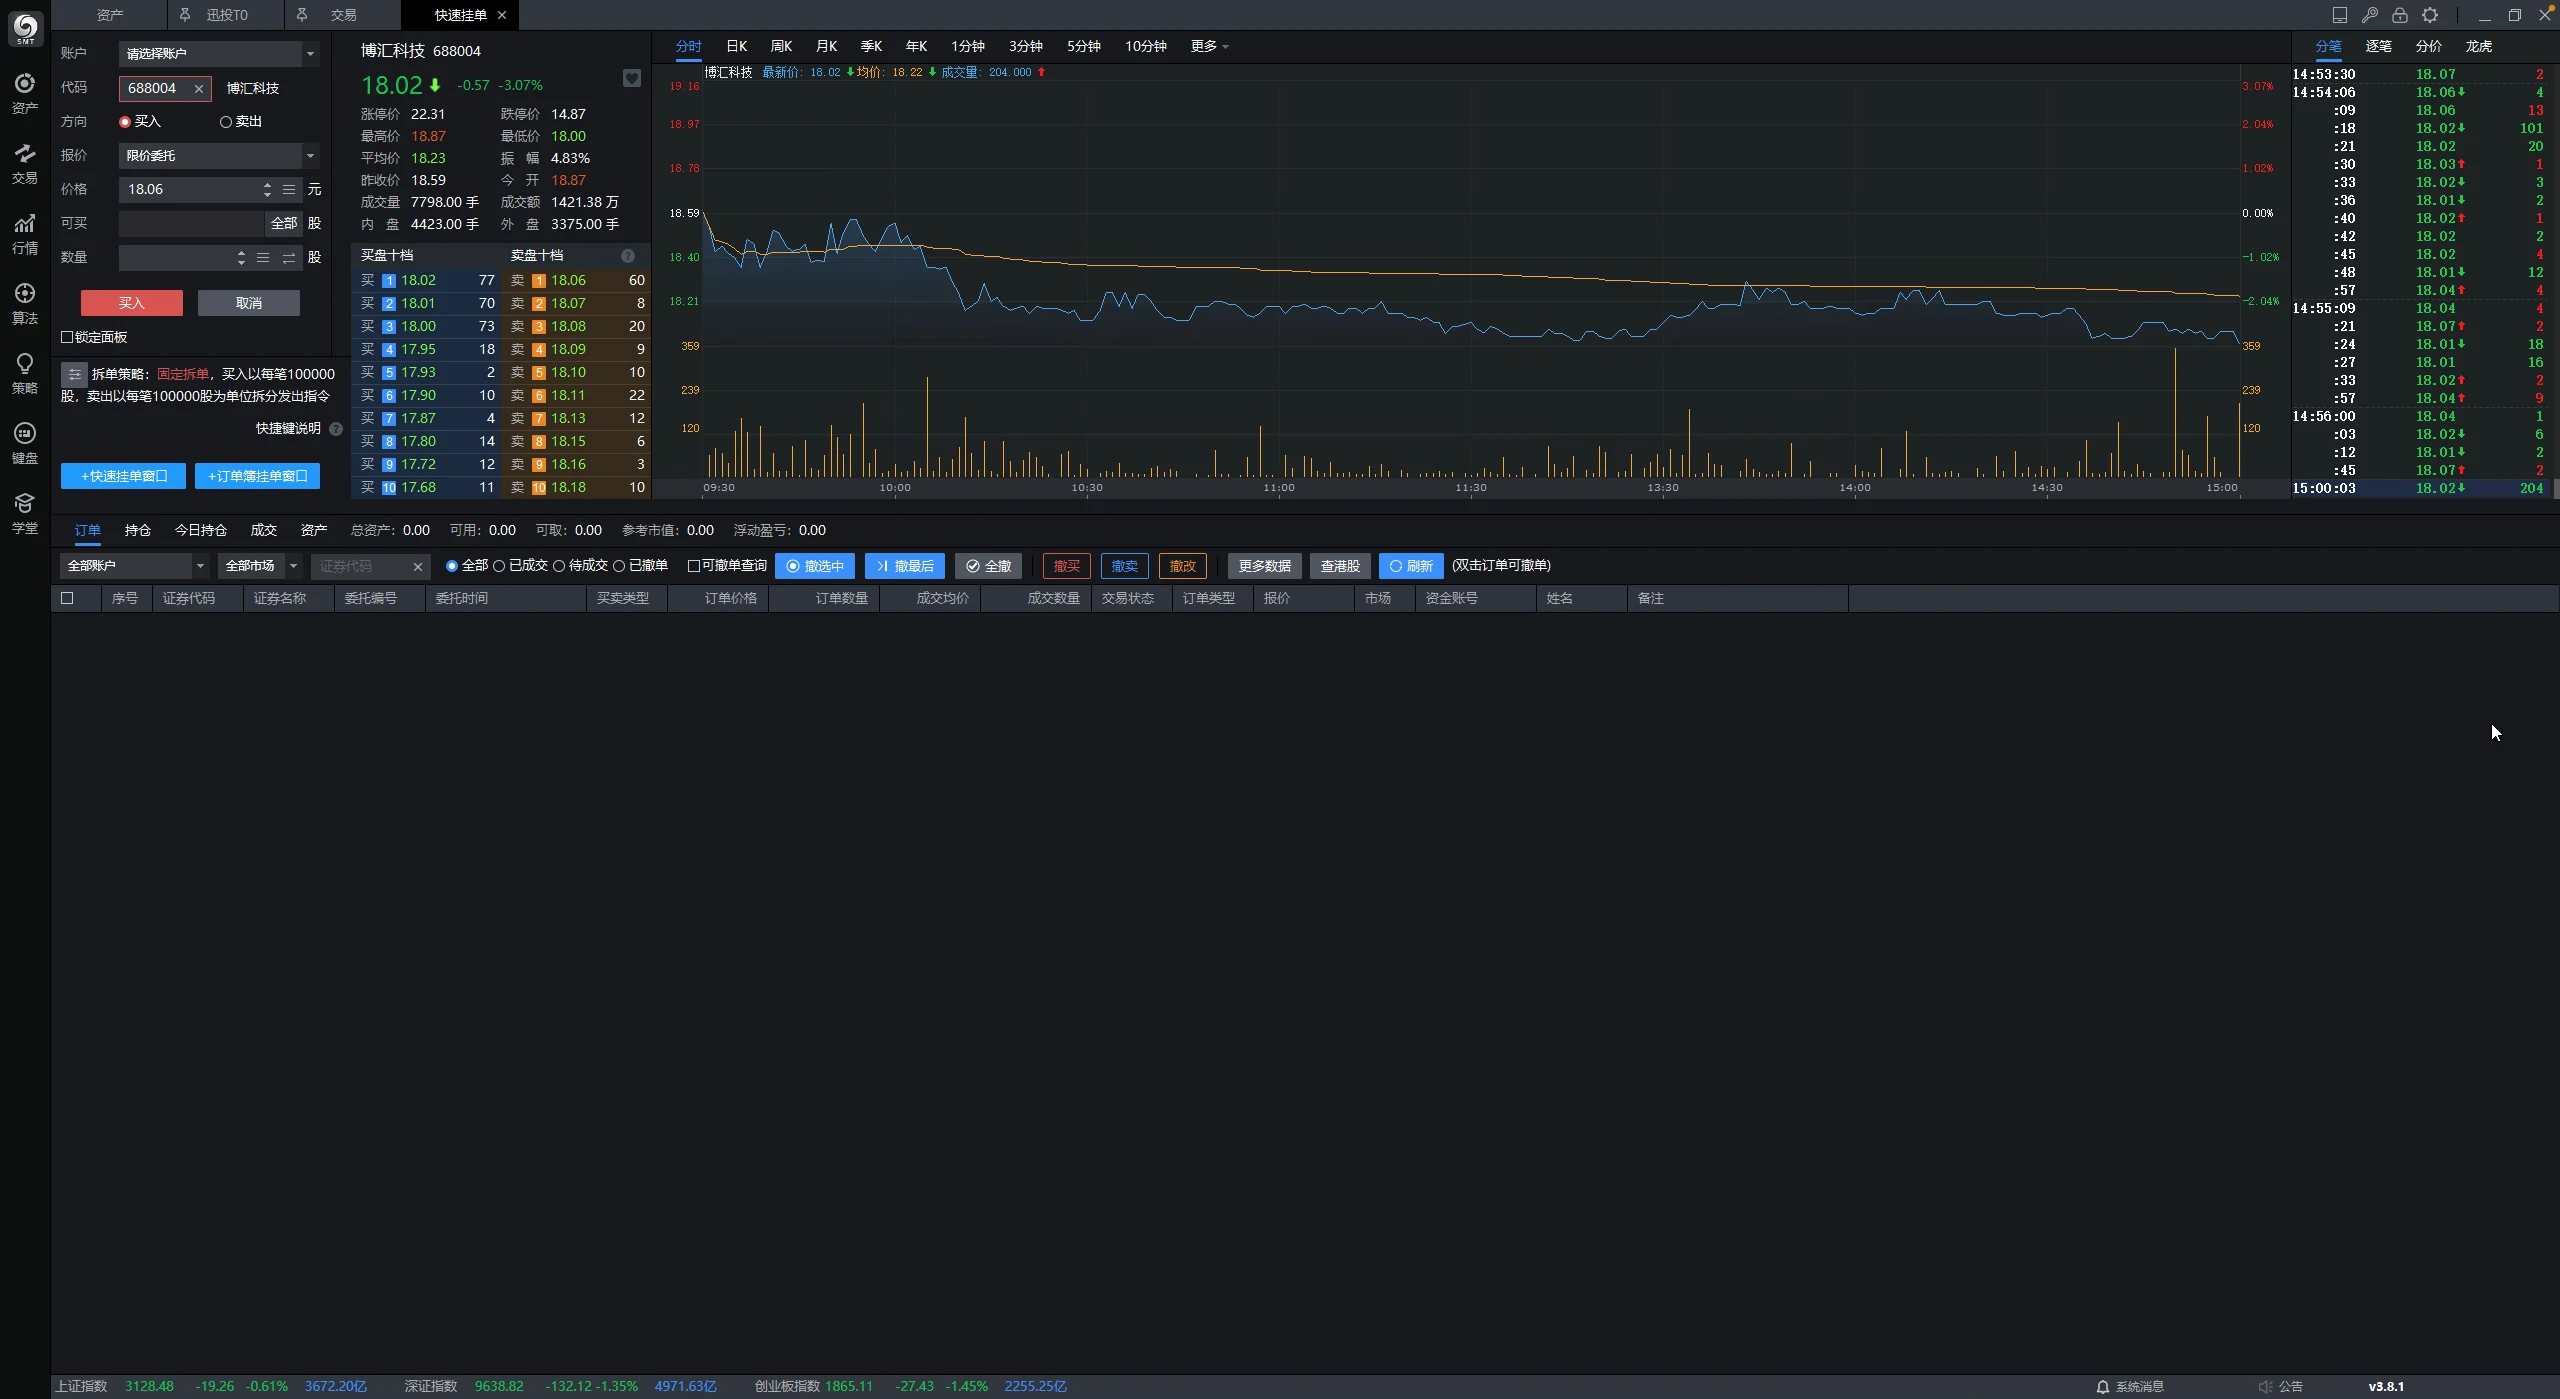 资产 迅投T0 交易 快速挂单
SMT
资产
交易
行情
算法
策略
键盘
学堂
账户 请选择账户
代码 688004 博汇科技
方向 买入 卖出
报价 限价委托
价格 18.06 元
可买 全部 股
数量 股
买入 取消
锁定面板
拆单策略: 固定拆单, 买入以每笔100000
股, 卖出以每笔100000股为单位拆分发出指令
快捷键说明 ?
+快速挂单窗口 +订单簿挂单窗口
博汇科技 688004
18.02 -0.57 -3.07%
涨停价 22.31 跌停价 14.87
最高价 18.87 最低价 18.00
平均价 18.23 振 幅 4.83%
昨收价 18.59 今 开 18.87
成交量 7798.00 手 成交额 1421.38 万
内 盘 4423.00 手 外 盘 3375.00 手
买盘十档 卖盘十档 ?
买 1 18.02 77 卖 1 18.06 60
买 2 18.01 70 卖 2 18.07 8
买 3 18.00 73 卖 3 18.08 20
买 4 17.95 18 卖 4 18.09 9
买 5 17.93 2 卖 5 18.10 10
买 6 17.90 10 卖 6 18.11 22
买 7 17.87 4 卖 7 18.13 12
买 8 17.80 14 卖 8 18.15 6
买 9 17.72 12 卖 9 18.16 3
买 10 17.68 11 卖 10 18.18 10
分时 日K 周K 月K 季K 年K 1分钟 3分钟 5分钟 10分钟 更多
博汇科技 最新价: 18.02 均价: 18.22 成交量: 204.000
19.16 3.07%
18.97 2.04%
18.78 1.02%
18.59 0.00%
18.40 -1.02%
18.21 -2.04%
359 359
239 239
120 120
09:30 10:00 10:30 11:00 11:30 13:30 14:00 14:30 15:00
分笔 逐笔 分价 龙虎
14:53:30 18.07 2
14:54:06 18.06 4
:09 18.06 13
:18 18.02 101
:21 18.02 20
:30 18.03 1
:33 18.02 3
:36 18.01 2
:40 18.02 1
:42 18.02 2
:45 18.02 4
:48 18.01 12
:57 18.04 4
14:55:09 18.04 4
:21 18.07 2
:24 18.01 18
:27 18.01 16
:33 18.02 2
:57 18.04 9
14:56:00 18.04 1
:03 18.02 6
:12 18.01 2
:45 18.07 2
15:00:03 18.02 204
订单 持仓 今日持仓 成交 资产 总资产: 0.00 可用: 0.00 可取: 0.00 参考市值: 0.00 浮动盈亏: 0.00
全部账户 全部市场 证券代码 全部 已成交 待成交 已撤单 可撤单查询 撤选中 撤最后 全撤 撤买 撤卖 撤改 更多数据 查港股 刷新 (双击订单可撤单)
序号 证券代码 证券名称 委托编号 委托时间 买卖类型 订单价格 订单数量 成交均价 成交数量 交易状态 订单类型 报价 市场 资金账号 姓名 备注
上证指数 3128.48 -19.26 -0.61% 3672.20亿 深证指数 9638.82 -132.12 -1.35% 4971.63亿 创业板指数 1865.11 -27.43 -1.45% 2255.25亿 系统消息 公告 v3.8.1